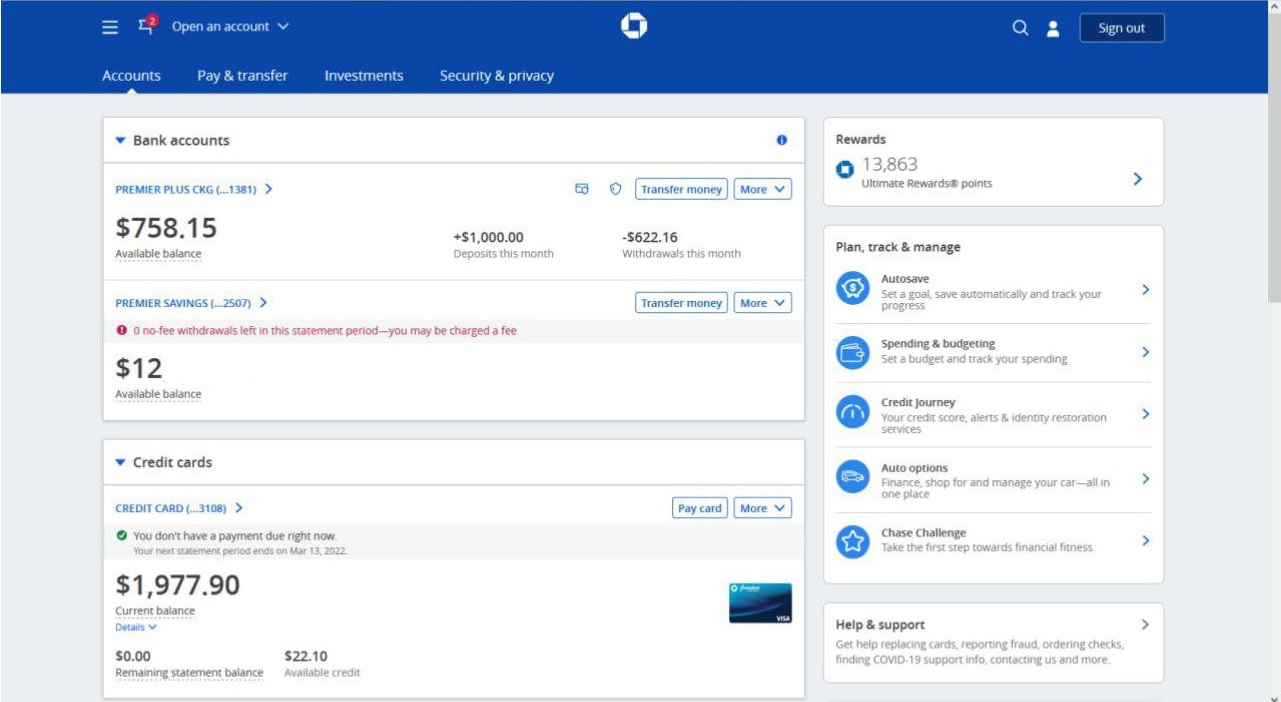 2
Open an account
Sign out
Accounts
Pay & transfer
Investments
Security & privacy
Bank accounts
PREMIER PLUS CKG (...1381)
Transfer money
More
$758.15
Available balance
+$1,000.00
Deposits this month
-$622.16
Withdrawals this month
PREMIER SAVINGS (...2507)
Transfer money
More
0 no-fee withdrawals left in this statement period—you may be charged a fee
$12
Available balance
Credit cards
CREDIT CARD (...3108)
Pay card
More
You don't have a payment due right now.
Your next statement period ends on Mar 13, 2022.
$1,977.90
Current balance
Details
freedom
VISA
$0.00
Remaining statement balance
$22.10
Available credit
Rewards
13,863
Ultimate Rewards® points
Plan, track & manage
Autosave
Set a goal, save automatically and track your
progress
Spending & budgeting
Set a budget and track your spending
Credit Journey
Your credit score, alerts & identity restoration
services
Auto options
Finance, shop for and manage your car—all in
one place
Chase Challenge
Take the first step towards financial fitness.
Help & support
Get help replacing cards, reporting fraud, ordering checks,
finding COVID-19 support info, contacting us and more.